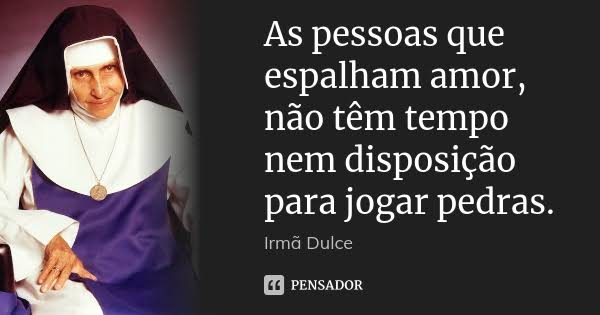 As pessoas que
espalham amor,
não têm tempo
nem disposição
para jogar pedras.
Irmã Dulce
PENSADOR